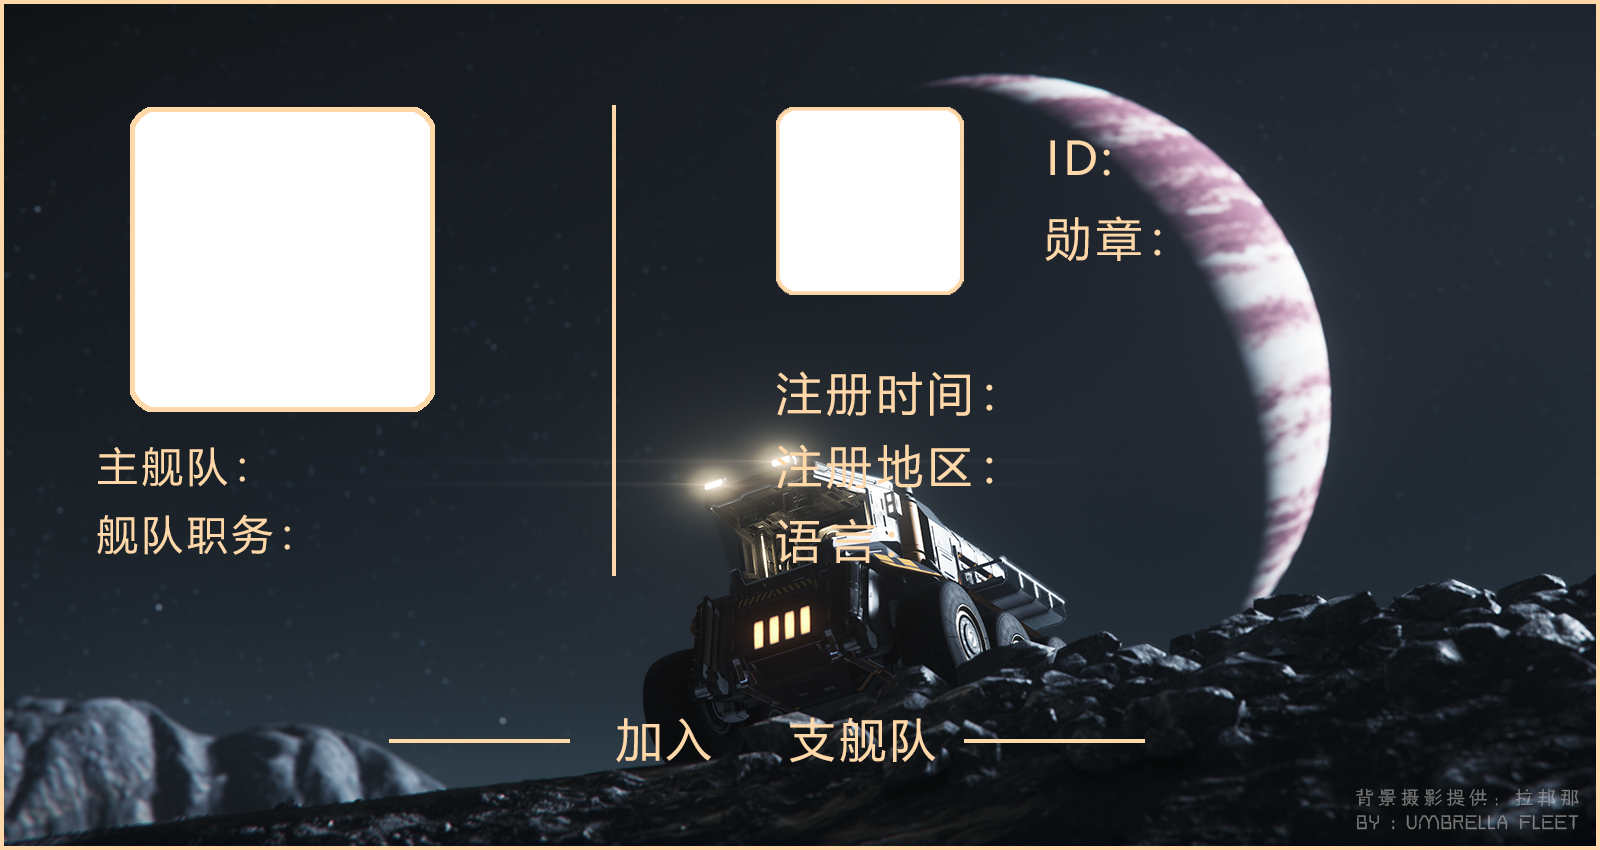 主舰队：
舰队职务：
ID:
勋章：
注册时间：
注册地区：
语言：
加入 支舰队
背景摄影提供：拉邦那
BY : UMBRELLA FLEET